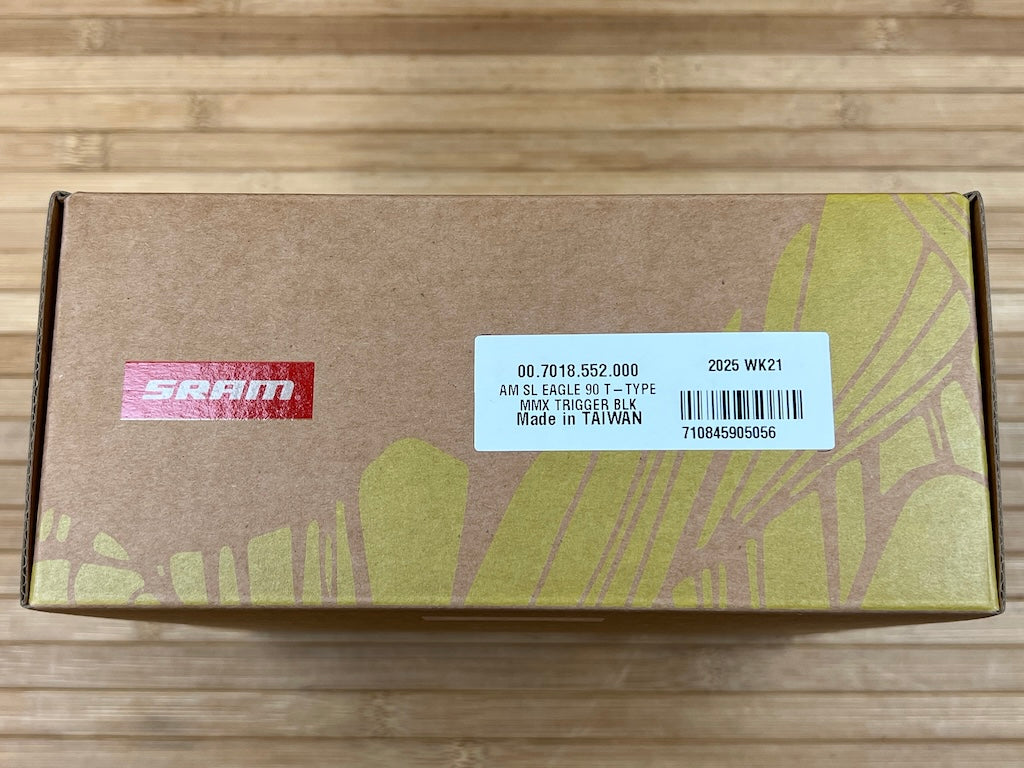 SRAM
00.7018.552.000
AM SL EAGLE 90 T-TYPE
MMX TRIGGER BLK
Made in TAIWAN
2025 WK21
710845905056